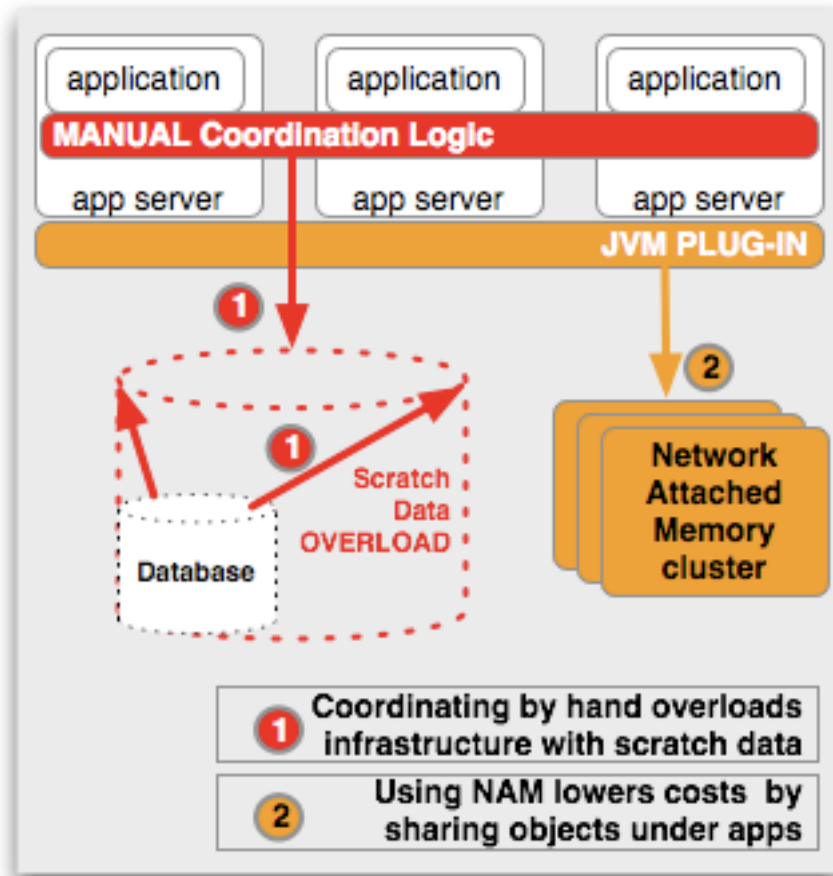 application
application
application
MANUAL Coordination Logic
app server
app server
app server
JVM PLUG-IN
1
2
1
Scratch
Data
OVERLOAD
Database
Network
Attached
Memory
cluster
1
Coordinating by hand overloads
infrastructure with scratch data
2
Using NAM lowers costs by
sharing objects under apps